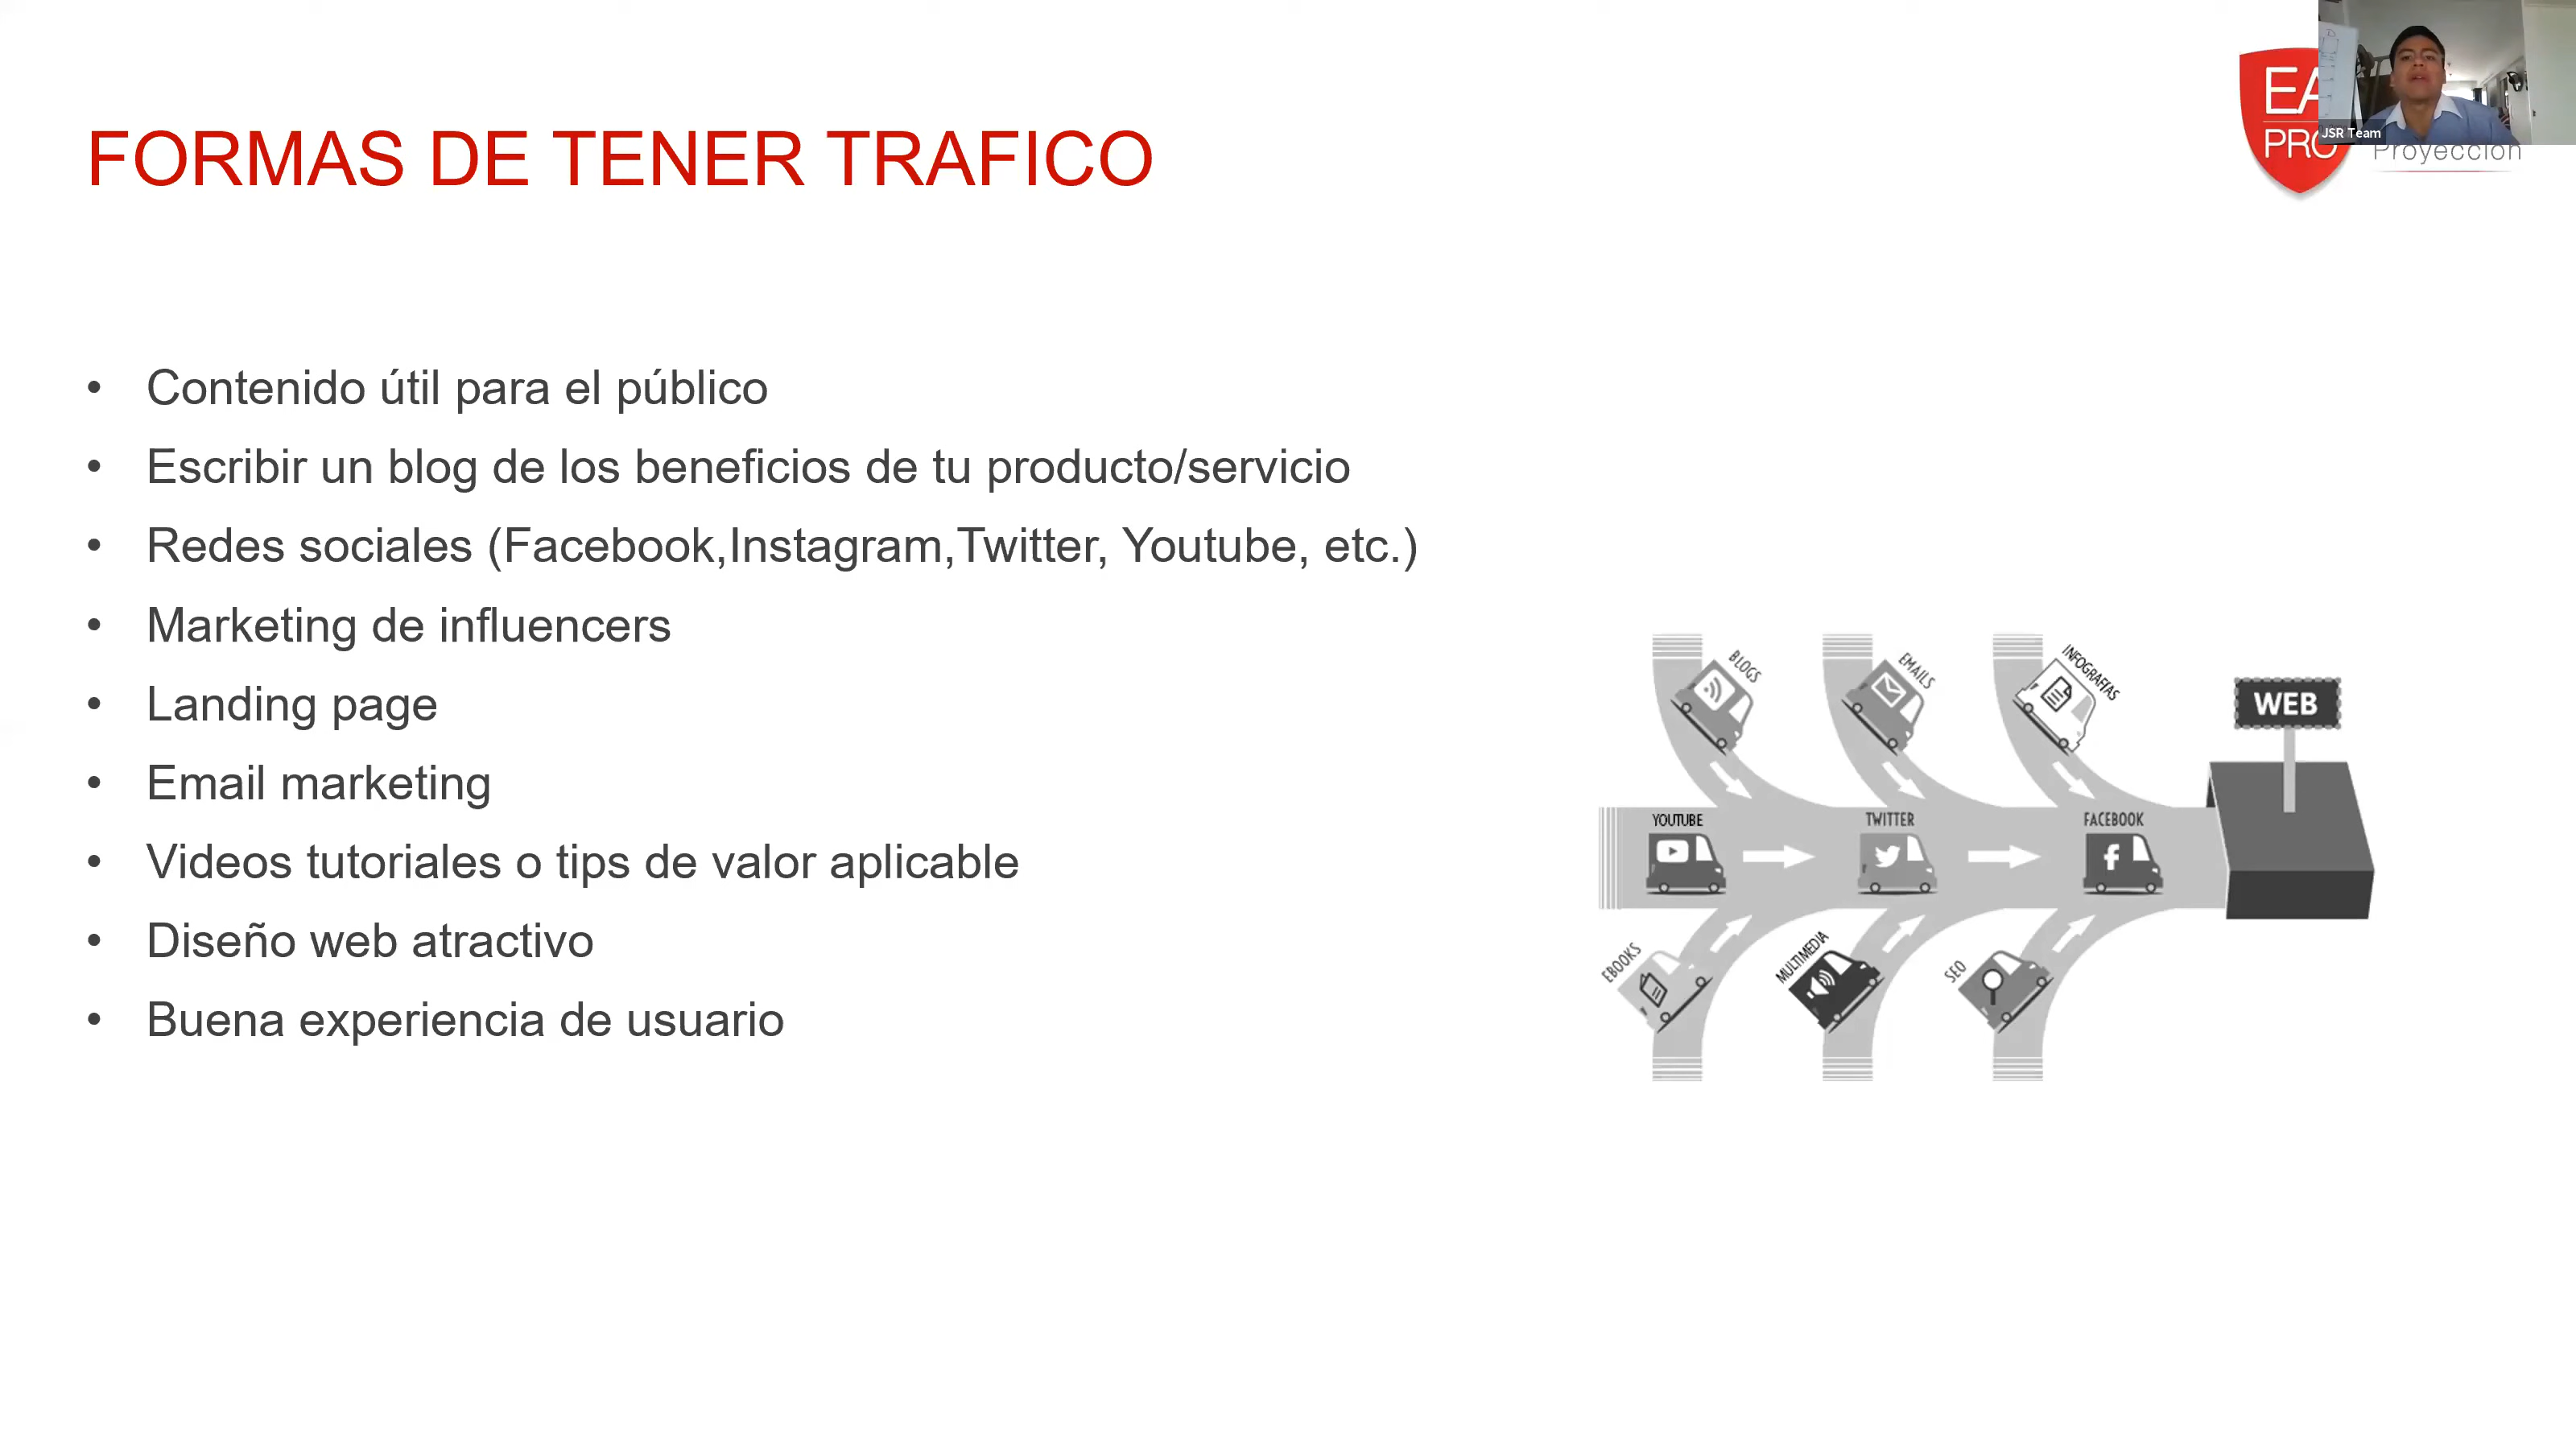 FORMAS DE TENER TRAFICO
EA
PRO
JSR Team
Proyección
• Contenido útil para el público
• Escribir un blog de los beneficios de tu producto/servicio
• Redes sociales (Facebook,Instagram,Twitter, Youtube, etc.)
• Marketing de influencers
• Landing page
• Email marketing
• Videos tutoriales o tips de valor aplicable
• Diseño web atractivo
• Buena experiencia de usuario
BLOGS
EMAILS
INFOGRAFIAS
WEB
YOUTUBE
TWITTER
FACEBOOK
EBOOKS
MULTIMEDIA
SEO